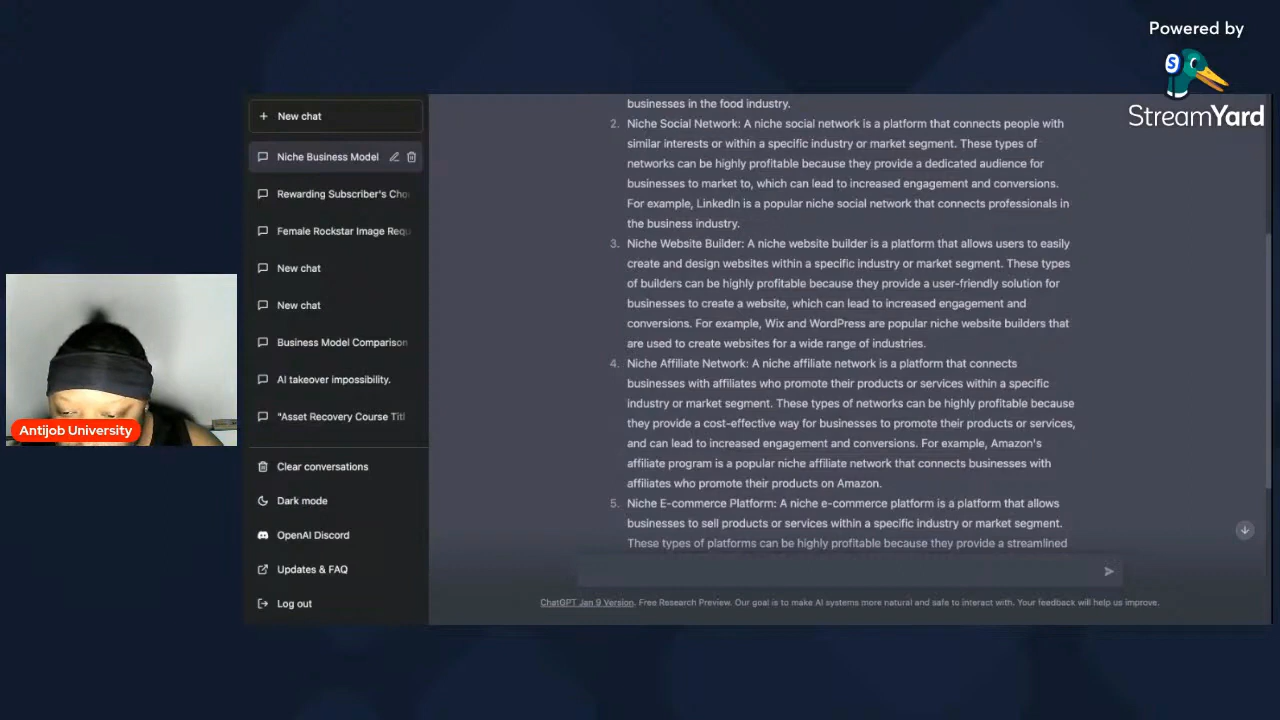 Powered by
StreamYard
New chat
Niche Business Model
Rewarding Subscriber's Cho
Female Rockstar Image Requ
New chat
New chat
Business Model Comparison
AI takeover impossibility.
"Asset Recovery Course Titl
Clear conversations
Dark mode
OpenAI Discord
Updates & FAQ
Log out
Antijob University
businesses in the food industry.
2. Niche Social Network: A niche social network is a platform that connects people with
similar interests or within a specific industry or market segment. These types of
networks can be highly profitable because they provide a dedicated audience for
businesses to market to, which can lead to increased engagement and conversions.
For example, LinkedIn is a popular niche social network that connects professionals in
the business industry.
3. Niche Website Builder: A niche website builder is a platform that allows users to easily
create and design websites within a specific industry or market segment. These types
of builders can be highly profitable because they provide a user-friendly solution for
businesses to create a website, which can lead to increased engagement and
conversions. For example, Wix and WordPress are popular niche website builders that
are used to create websites for a wide range of industries.
4. Niche Affiliate Network: A niche affiliate network is a platform that connects
businesses with affiliates who promote their products or services within a specific
industry or market segment. These types of networks can be highly profitable because
they provide a cost-effective way for businesses to promote their products or services,
and can lead to increased engagement and conversions. For example, Amazon's
affiliate program is a popular niche affiliate network that connects businesses with
affiliates who promote their products on Amazon.
5. Niche E-commerce Platform: A niche e-commerce platform is a platform that allows
businesses to sell products or services within a specific industry or market segment.
These types of platforms can be highly profitable because they provide a streamlined
ChatGPT Jan 9 Version. Free Research Preview. Our goal is to make AI systems more natural and safe to interact with. Your feedback will help us improve.